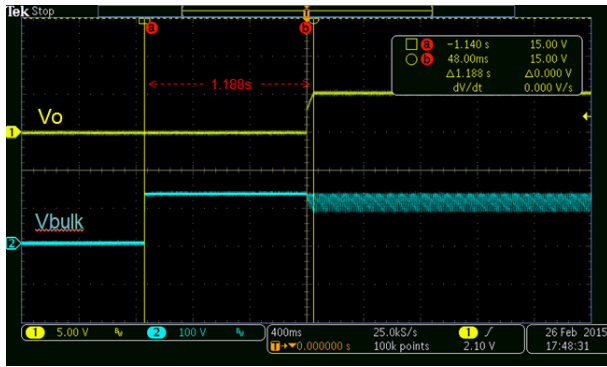 Tek Stop
T
a
b
a -1.140 s 15.00 V
b 48.00ms 15.00 V
Δ1.188 s Δ0.000 V
dV/dt 0.000 V/s
1.188s
Vo
1
Vbulk
2
1 5.00 V Bw 2 100 V Bw 400ms 25.0kS/s 1 26 Feb 2015
T→▼0.000000 s 100k points 2.10 V 17:48:31